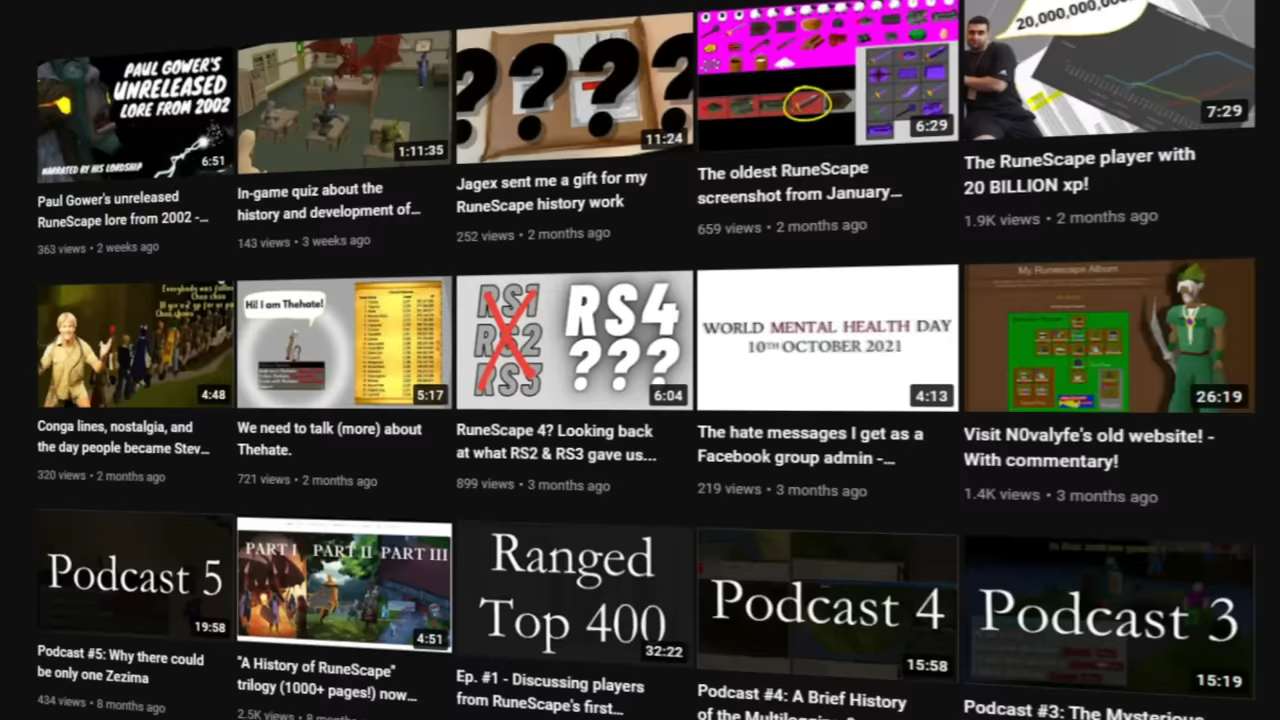 PAUL GOWER'S
UNRELEASED
LORE FROM 2002
NARRATED BY HIS LORDSHIP
6:51
Paul Gower's unreleased
RuneScape lore from 2002 -...
363 views • 2 weeks ago
1:11:35
In-game quiz about the
history and development of...
143 views • 3 weeks ago
????
11:24
Jagex sent me a gift for my
RuneScape history work
252 views • 2 months ago
6:29
The oldest RuneScape
screenshot from January...
659 views • 2 months ago
7:29
The RuneScape player with
20 BILLION xp!
1.9K views • 2 months ago
4:48
Conga lines, nostalgia, and
the day people became Stev...
320 views • 2 months ago
Hi! I am Thehate!
5:17
We need to talk (more) about
Thehate.
721 views • 2 months ago
RS1
RS2
RS3
RS4
???
6:04
RuneScape 4? Looking back
at what RS2 & RS3 gave us...
899 views • 3 months ago
WORLD MENTAL HEALTH DAY
10TH OCTOBER 2021
4:13
The hate messages I get as a
Facebook group admin -...
219 views • 3 months ago
My Runescape Album
26:19
Visit N0valyfe's old website! -
With commentary!
1.4K views • 3 months ago
Podcast 5
19:58
Podcast #5: Why there could
be only one Zezima
434 views • 8 months ago
PART I PART II PART III
4:51
"A History of RuneScape"
trilogy (1000+ pages!) now...
2.5K views • 8 months ago
Ranged
Top 400
32:22
Ep. #1 - Discussing players
from RuneScape's first...
Podcast 4
15:58
Podcast #4: A Brief History
of the
Podcast 3
15:19
Podcast #3: The Mysterious